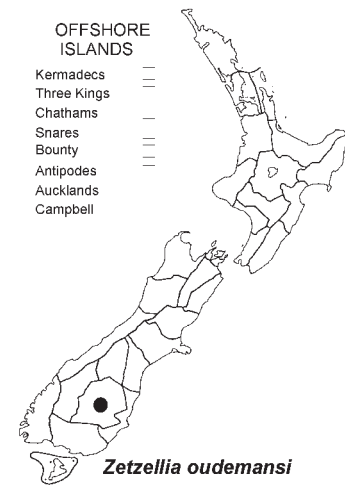 OFFSHORE
ISLANDS
Kermadecs
Three Kings
Chathams
Snares
Bounty
Antipodes
Aucklands
Campbell
Zetzellia oudemansi